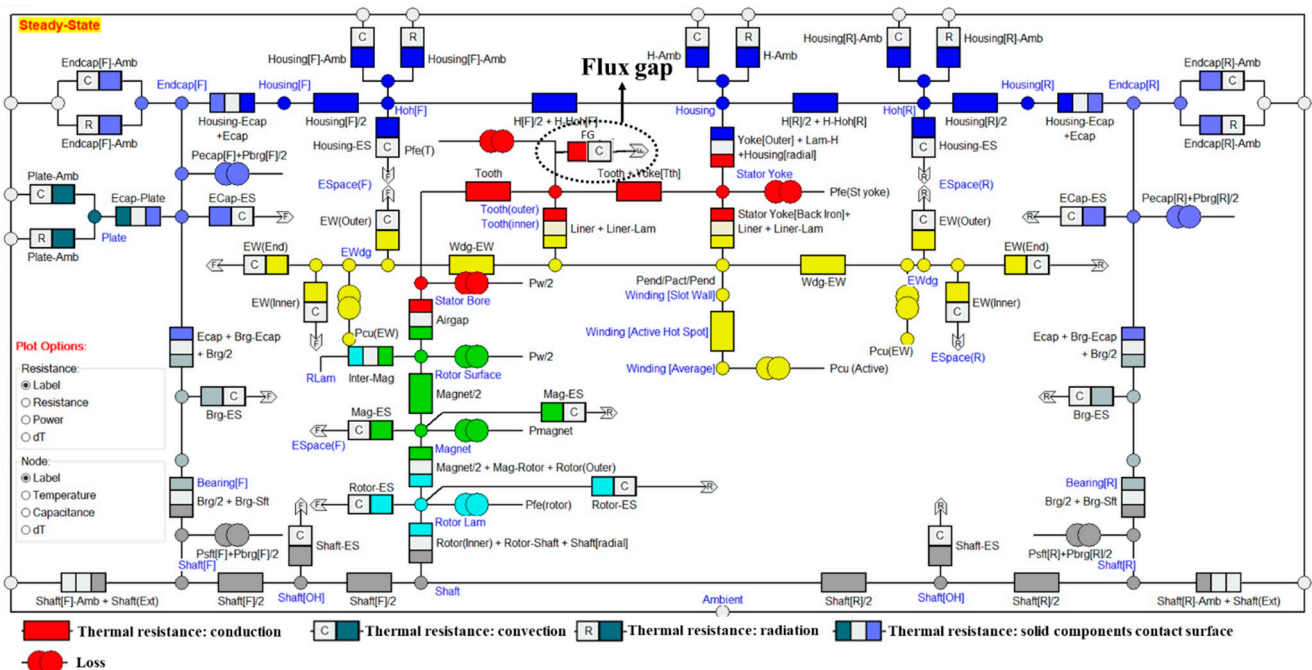 Steady-State
Endcap[F]-Amb
C
R
Endcap[F]-Amb
Endcap[F]
Housing[F]
Housing-Ecap
+Ecap
Housing[F]/2
C
R
Housing[F]-Amb
Housing[F]-Amb
Hoh[F]
Flux gap
H[F]/2 + H-Hoh[F]
C
R
H-Amb
H-Amb
Housing
H[R]/2 + H-Hoh[R]
Housing[R]-Amb
C
R
Housing[R]-Amb
Hoh[R]
Housing[R]/2
Housing[R]
Housing-Ecap
+ Ecap
Endcap[R]
Endcap[R]-Amb
C
R
Endcap[R]-Amb
Housing-ES
C
Pfe(T)
FG
C
Yoke[Outer] + Lam-H
+Housing[radial]
Housing-ES
C
Plate-Amb
C
R
Plate-Amb
Plate
Ecap-Plate
Pecap[F]+Pbrg[F]/2
ECap-ES
C
F
ESpace(F)
F
F
Tooth
Tooth + Yoke[Tth]
Tooth(outer)
Tooth(inner)
Stator Yoke
Pfe(St yoke)
ESpace(R)
R
R
ECap-ES
R
C
Pecap[R]+Pbrg[R]/2
EW(Outer)
C
Liner + Liner-Lam
Stator Yoke[Back Iron]+
Liner + Liner-Lam
EW(Outer)
C
EW(End)
F
C
EWdg
Wdg-EW
Wdg-EW
EWdg
EW(End)
C
R
EW(Inner)
C
F
Pcu(EW)
Stator Bore
Pw/2
Airgap
Pend/Pact/Pend
Winding [Slot Wall]
Winding [Active Hot Spot]
Winding [Average]
Pcu (Active)
Pcu(EW)
EW(Inner)
C
R
ESpace(R)
RLam
Inter-Mag
Rotor Surface
Pw/2
Magnet/2
Mag-ES
F
C
ESpace(F)
Mag-ES
C
R
Pmagnet
Magnet
Magnet/2 + Mag-Rotor + Rotor(Outer)
Rotor-ES
F
C
Pfe(rotor)
C
Rotor-ES
R
Rotor Lam
Rotor(Inner) + Rotor-Shaft + Shaft[radial]
Ecap + Brg-Ecap
+ Brg/2
C
F
Brg-ES
Bearing[F]
Brg/2 + Brg-Sft
Psft[F]+Pbrg[F]/2
F
C
Shaft-ES
Ecap + Brg-Ecap
+ Brg/2
R
C
Brg-ES
Bearing[R]
Brg/2 + Brg-Sft
Psft[R]+Pbrg[R]/2
R
C
Shaft-ES
Plot Options:
Resistance:
Label
Resistance
Power
dT
Node:
Label
Temperature
Capacitance
dT
Shaft[F]
Shaft[F]-Amb + Shaft(Ext)
Shaft[F]/2
Shaft[OH]
Shaft[F]/2
Shaft
Ambient
Shaft[R]/2
Shaft[OH]
Shaft[R]/2
Shaft[R]
Shaft[R]-Amb + Shaft(Ext)
Thermal resistance: conduction
C
Thermal resistance: convection
R
Thermal resistance: radiation
Thermal resistance: solid components contact surface
Loss